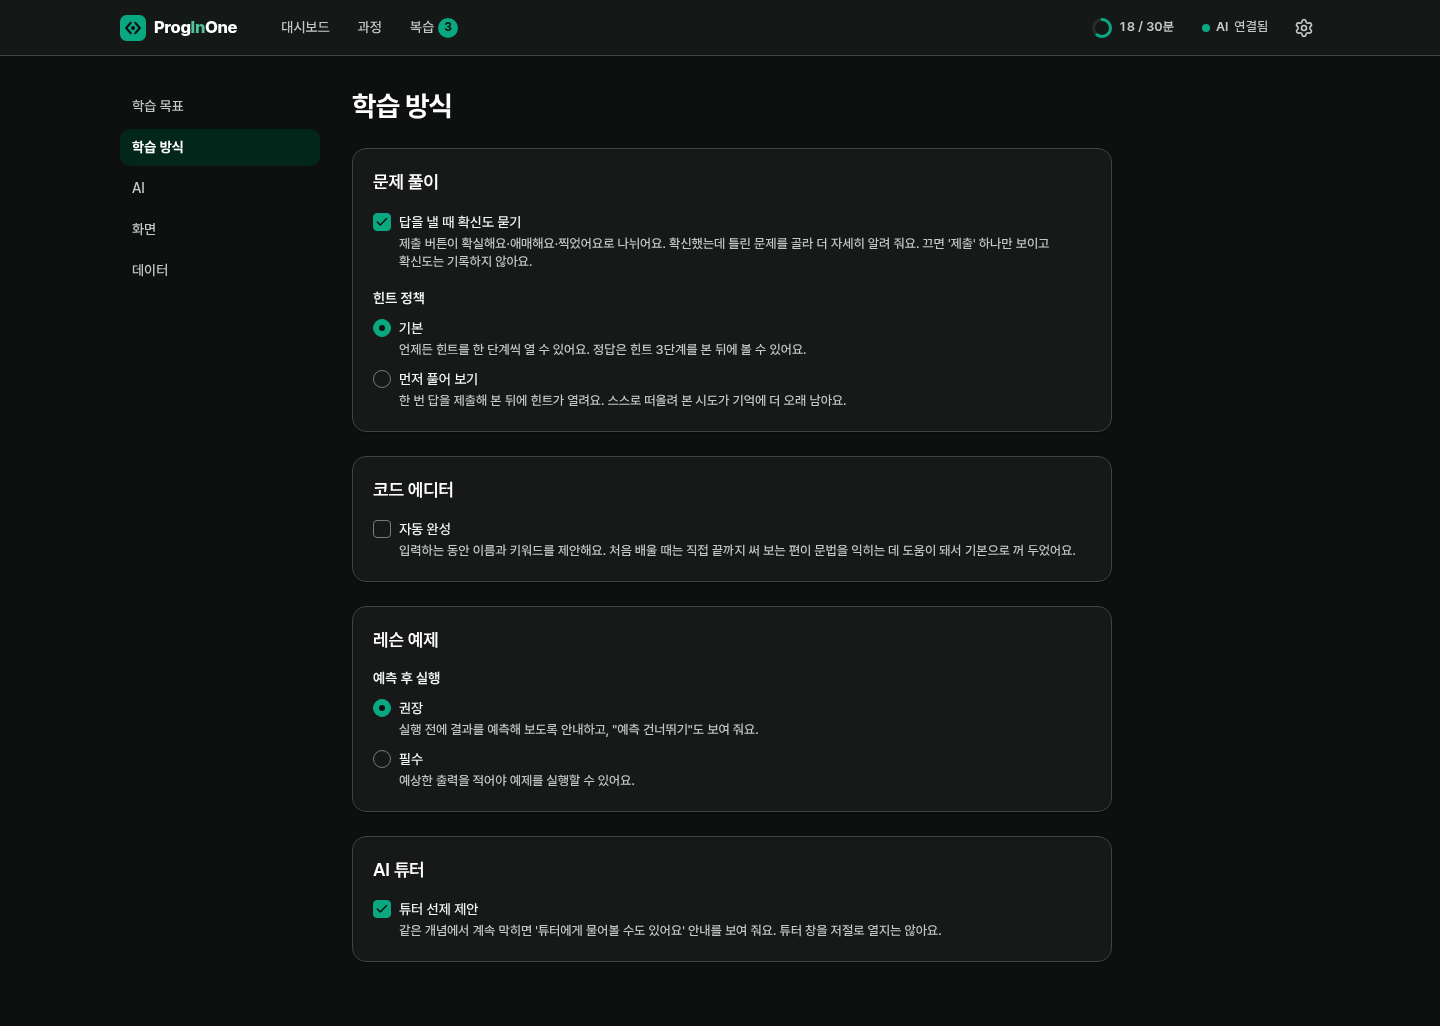 ProgInOne
대시보드
과정
복습 3
18 / 30분
AI 연결됨
학습 목표
학습 방식
AI
화면
데이터
학습 방식
문제 풀이
답을 낼 때 확신도 묻기
제출 버튼이 확실해요·애매해요·찍었어요로 나뉘어요. 확신했는데 틀린 문제를 골라 더 자세히 알려 줘요. 끄면 '제출' 하나만 보이고
확신도는 기록하지 않아요.
힌트 정책
기본
언제든 힌트를 한 단계씩 열 수 있어요. 정답은 힌트 3단계를 본 뒤에 볼 수 있어요.
먼저 풀어 보기
한 번 답을 제출해 본 뒤에 힌트가 열려요. 스스로 떠올려 본 시도가 기억에 더 오래 남아요.
코드 에디터
자동 완성
입력하는 동안 이름과 키워드를 제안해요. 처음 배울 때는 직접 끝까지 써 보는 편이 문법을 익히는 데 도움이 돼서 기본으로 꺼 두었어요.
레슨 예제
예측 후 실행
권장
실행 전에 결과를 예측해 보도록 안내하고, "예측 건너뛰기"도 보여 줘요.
필수
예상한 출력을 적어야 예제를 실행할 수 있어요.
AI 튜터
튜터 선제 제안
같은 개념에서 계속 막히면 '튜터에게 물어볼 수도 있어요' 안내를 보여 줘요. 튜터 창을 저절로 열지는 않아요.